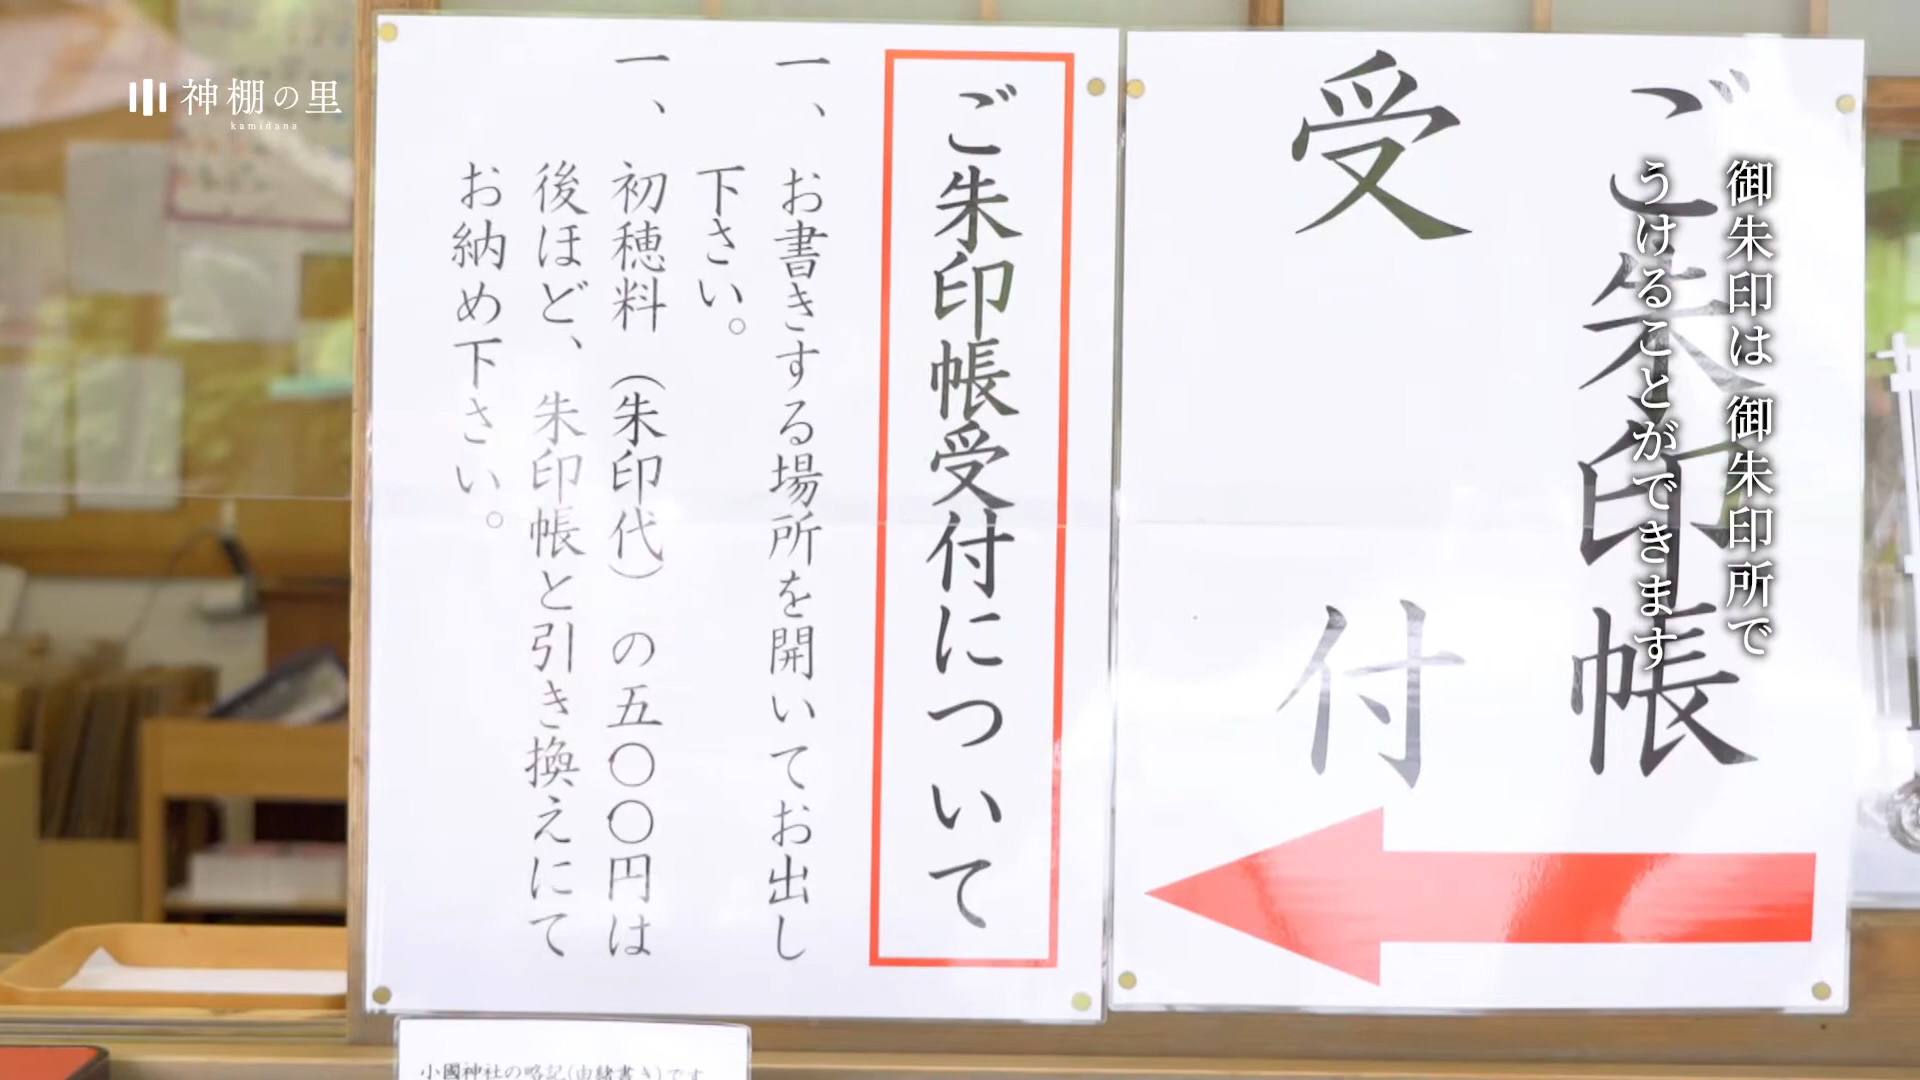 神棚の里
kamidana
御朱印は 御朱印所で
うけることができます
ご朱印帳
受付
ご朱印帳受付について
一、お書きする場所を開いてお出し
下さい。
一、初穂料（朱印代）の五〇〇円は
後ほど、朱印帳と引き換えにて
お納め下さい。
小國神社の略記(由緒書き)です